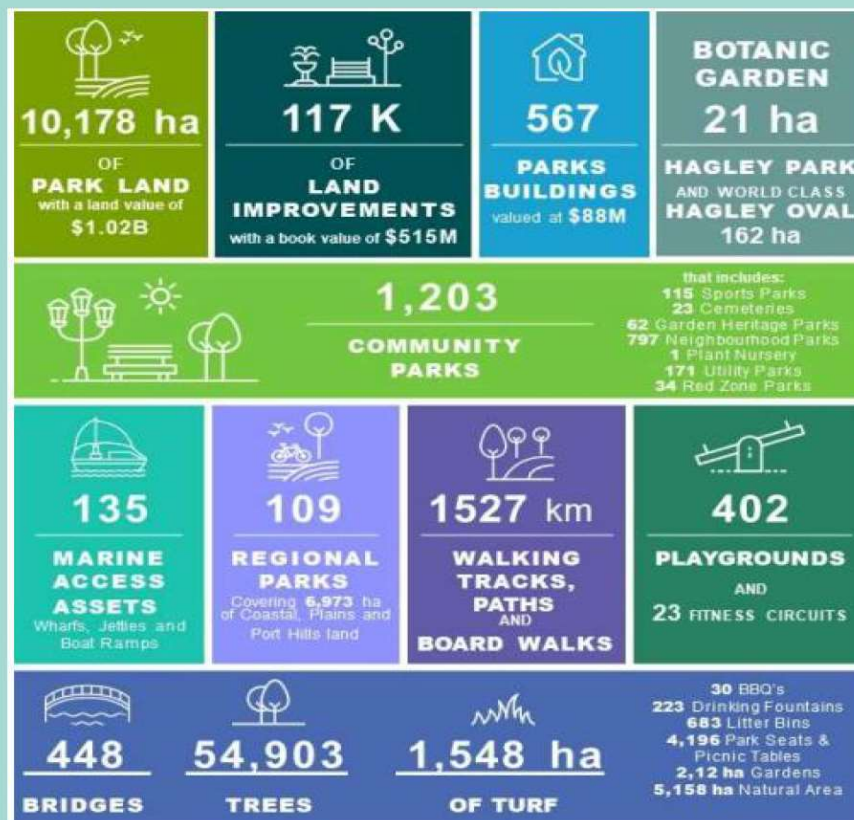 10,178 ha
OF
PARK LAND
with a land value of
$1.02B
117 K
OF
LAND
IMPROVEMENTS
with a book value of $515M
567
PARKS
BUILDINGS
valued at $88M
BOTANIC
GARDEN
21 ha
HAGLEY PARK
AND WORLD CLASS
HAGLEY OVAL
162 ha
1,203
COMMUNITY
PARKS
that includes:
115 Sports Parks
23 Cemeteries
62 Garden Heritage Parks
797 Neighbourhood Parks
1 Plant Nursery
171 Utility Parks
34 Red Zone Parks
135
MARINE
ACCESS
ASSETS
Wharfs, Jetties and
Boat Ramps
109
REGIONAL
PARKS
Covering 6,973 ha
of Coastal, Plains and
Port Hills land
1527 km
WALKING
TRACKS,
PATHS
AND
BOARD WALKS
402
PLAYGROUNDS
AND
23 FITNESS CIRCUITS
448
BRIDGES
54,903
TREES
1,548 ha
OF TURF
30 BBQ's
223 Drinking Fountains
683 Litter Bins
4,196 Park Seats &
Picnic Tables
2,12 ha Gardens
5,158 ha Natural Area